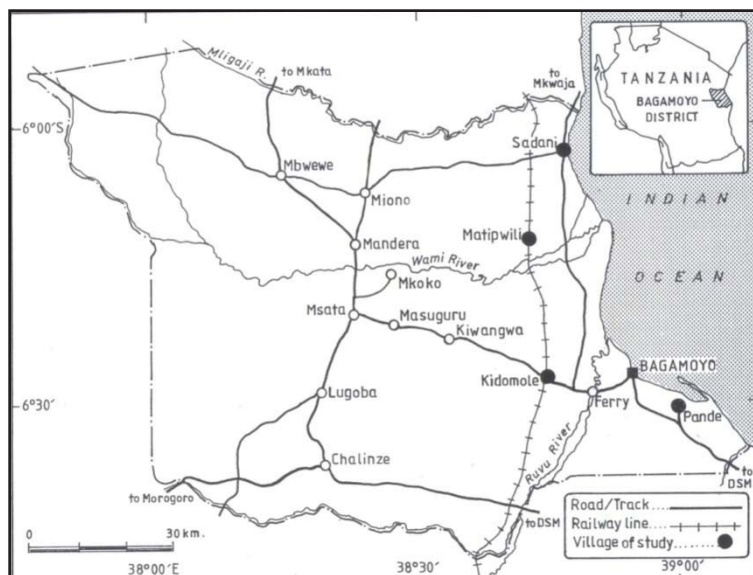 Mligaji R.
to Mkata
to
Mkwaja
TANZANIA
BAGAMOYO
DISTRICT
6°00'S
Sadani
Mbwewe
Miono
INDIAN
Matipwili
Mandera
Wami River
OCEAN
Mkoko
Msata
Masuguru
Kiwangwa
BAGAMOYO
Kidomole
6°30'
Lugoba
Ferry
Pande
Ruvu River
Chalinze
to
DSM
to Morogoro
to DSM
Road/Track
Railway line....
Village of study........
0 30 km.
38°00'E
38°30'
39°00'